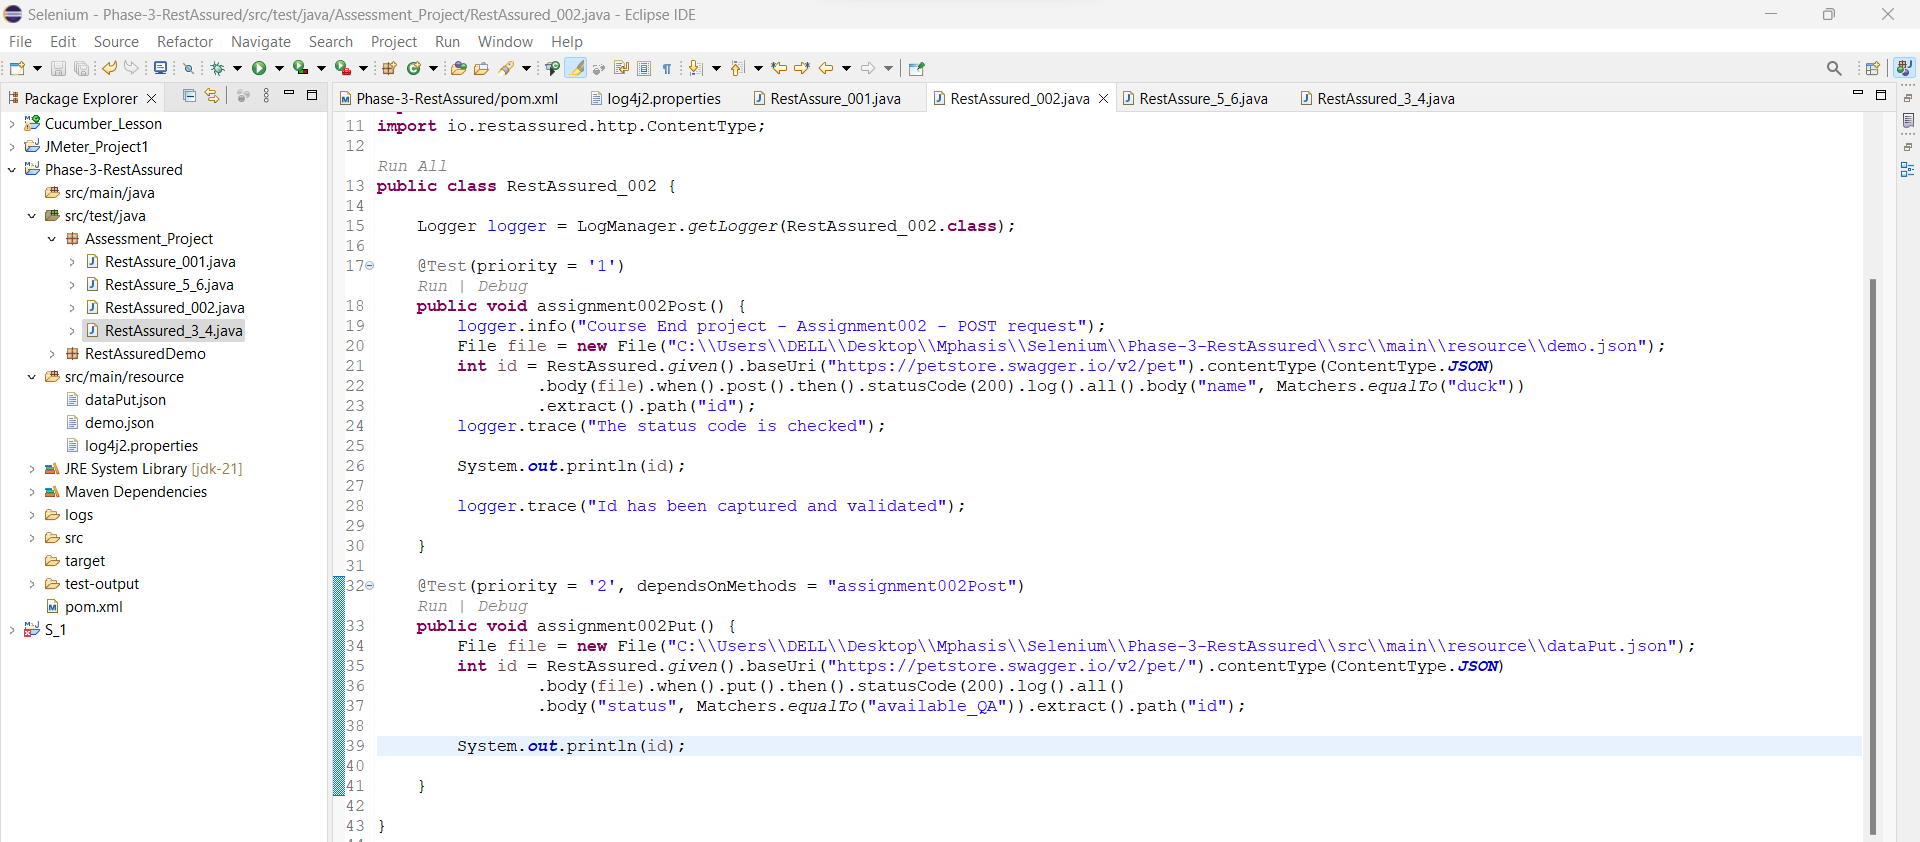 Selenium - Phase-3-RestAssured/src/test/java/Assessment_Project/RestAssured_002.java - Eclipse IDE
File Edit Source Refactor Navigate Search Project Run Window Help
Package Explorer
Cucumber_Lesson
JMeter_Project1
Phase-3-RestAssured
src/main/java
src/test/java
Assessment_Project
RestAssure_001.java
RestAssure_5_6.java
RestAssured_002.java
RestAssured_3_4.java
RestAssuredDemo
src/main/resource
dataPut.json
demo.json
log4j2.properties
JRE System Library [jdk-21]
Maven Dependencies
logs
src
target
test-output
pom.xml
S_1
Phase-3-RestAssured/pom.xml log4j2.properties RestAssure_001.java RestAssured_002.java RestAssure_5_6.java RestAssured_3_4.java
11 import io.restassured.http.ContentType;
12
Run All
13 public class RestAssured_002 {
14
15     Logger logger = LogManager.getLogger(RestAssured_002.class);
16
17     @Test(priority = '1')
Run | Debug
18     public void assignment002Post() {
19         logger.info("Course End project - Assignment002 - POST request");
20         File file = new File("C:\\Users\\DELL\\Desktop\\Mphasis\\Selenium\\Phase-3-RestAssured\\src\\main\\resource\\demo.json");
21         int id = RestAssured.given().baseUri("https://petstore.swagger.io/v2/pet").contentType(ContentType.JSON)
22                 .body(file).when().post().then().statusCode(200).log().all().body("name", Matchers.equalTo("duck"))
23                 .extract().path("id");
24         logger.trace("The status code is checked");
25
26         System.out.println(id);
27
28         logger.trace("Id has been captured and validated");
29
30     }
31
32     @Test(priority = '2', dependsOnMethods = "assignment002Post")
Run | Debug
33     public void assignment002Put() {
34         File file = new File("C:\\Users\\DELL\\Desktop\\Mphasis\\Selenium\\Phase-3-RestAssured\\src\\main\\resource\\dataPut.json");
35         int id = RestAssured.given().baseUri("https://petstore.swagger.io/v2/pet/").contentType(ContentType.JSON)
36                 .body(file).when().put().then().statusCode(200).log().all()
37                 .body("status", Matchers.equalTo("available_QA")).extract().path("id");
38
39         System.out.println(id);
40
41     }
42
43 }